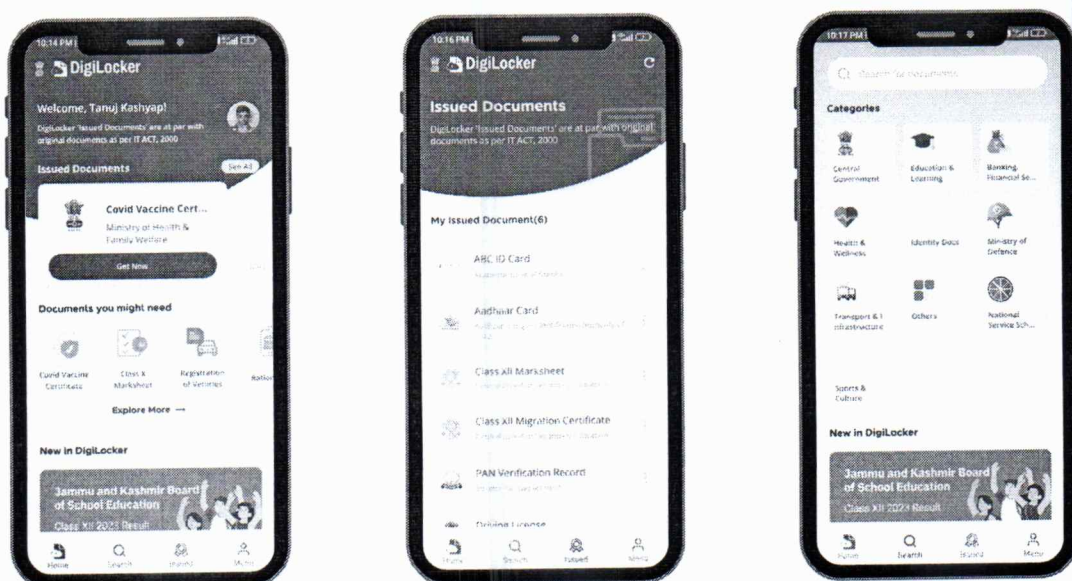 10:14 PM
DigiLocker
Welcome, Tanuj Kashyap!
DigiLocker 'Issued Documents' are at par with
original documents as per IT ACT, 2000
Issued Documents
See All
Covid Vaccine Cert...
Ministry of Health &
Family Welfare
Get Now
Documents you might need
Covid Vaccine
Certificate
Class X
Marksheet
Registration
of Vehicles
Ration
Explore More →
New in DigiLocker
Jammu and Kashmir Board
of School Education
Class XII 2023 Result
Home
Search
Issued
Menu
10:16 PM
DigiLocker
Issued Documents
DigiLocker 'Issued Documents' are at par with original
documents as per IT ACT, 2000
My Issued Document(6)
ABC ID Card
Aadhaar Card
Class XII Marksheet
Class XII Migration Certificate
PAN Verification Record
Driving License
Home
Search
Issued
Menu
10:17 PM
Search for documents
Categories
Central
Government
Education &
Learning
Banking,
Financial Se...
Health &
Wellness
Identity Docs
Ministry of
Defence
Transport & I
nfrastructure
Others
National
Service Sch...
Sports &
Culture
New in DigiLocker
Jammu and Kashmir Board
of School Education
Class XII 2023 Result
Home
Search
Issued
Menu